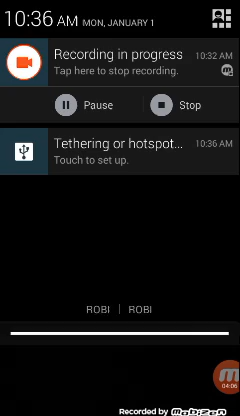 10:36 AM MON, JANUARY 1
Recording in progress 10:32 AM
Tap here to stop recording.
Pause Stop
Tethering or hotspot... 10:36 AM
Touch to set up.
ROBI | ROBI
04:06
Recorded by MOBIZEN